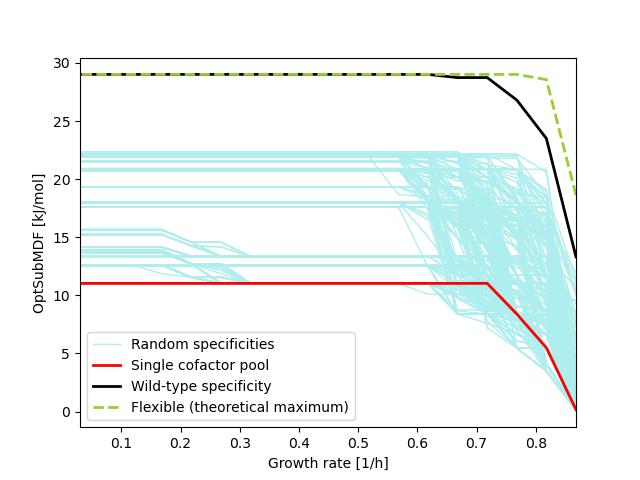 30
25
20
15
10
5
0
OptSubMDF [kJ/mol]
Random specificities
Single cofactor pool
Wild-type specificity
Flexible (theoretical maximum)
0.1 0.2 0.3 0.4 0.5 0.6 0.7 0.8
Growth rate [1/h]